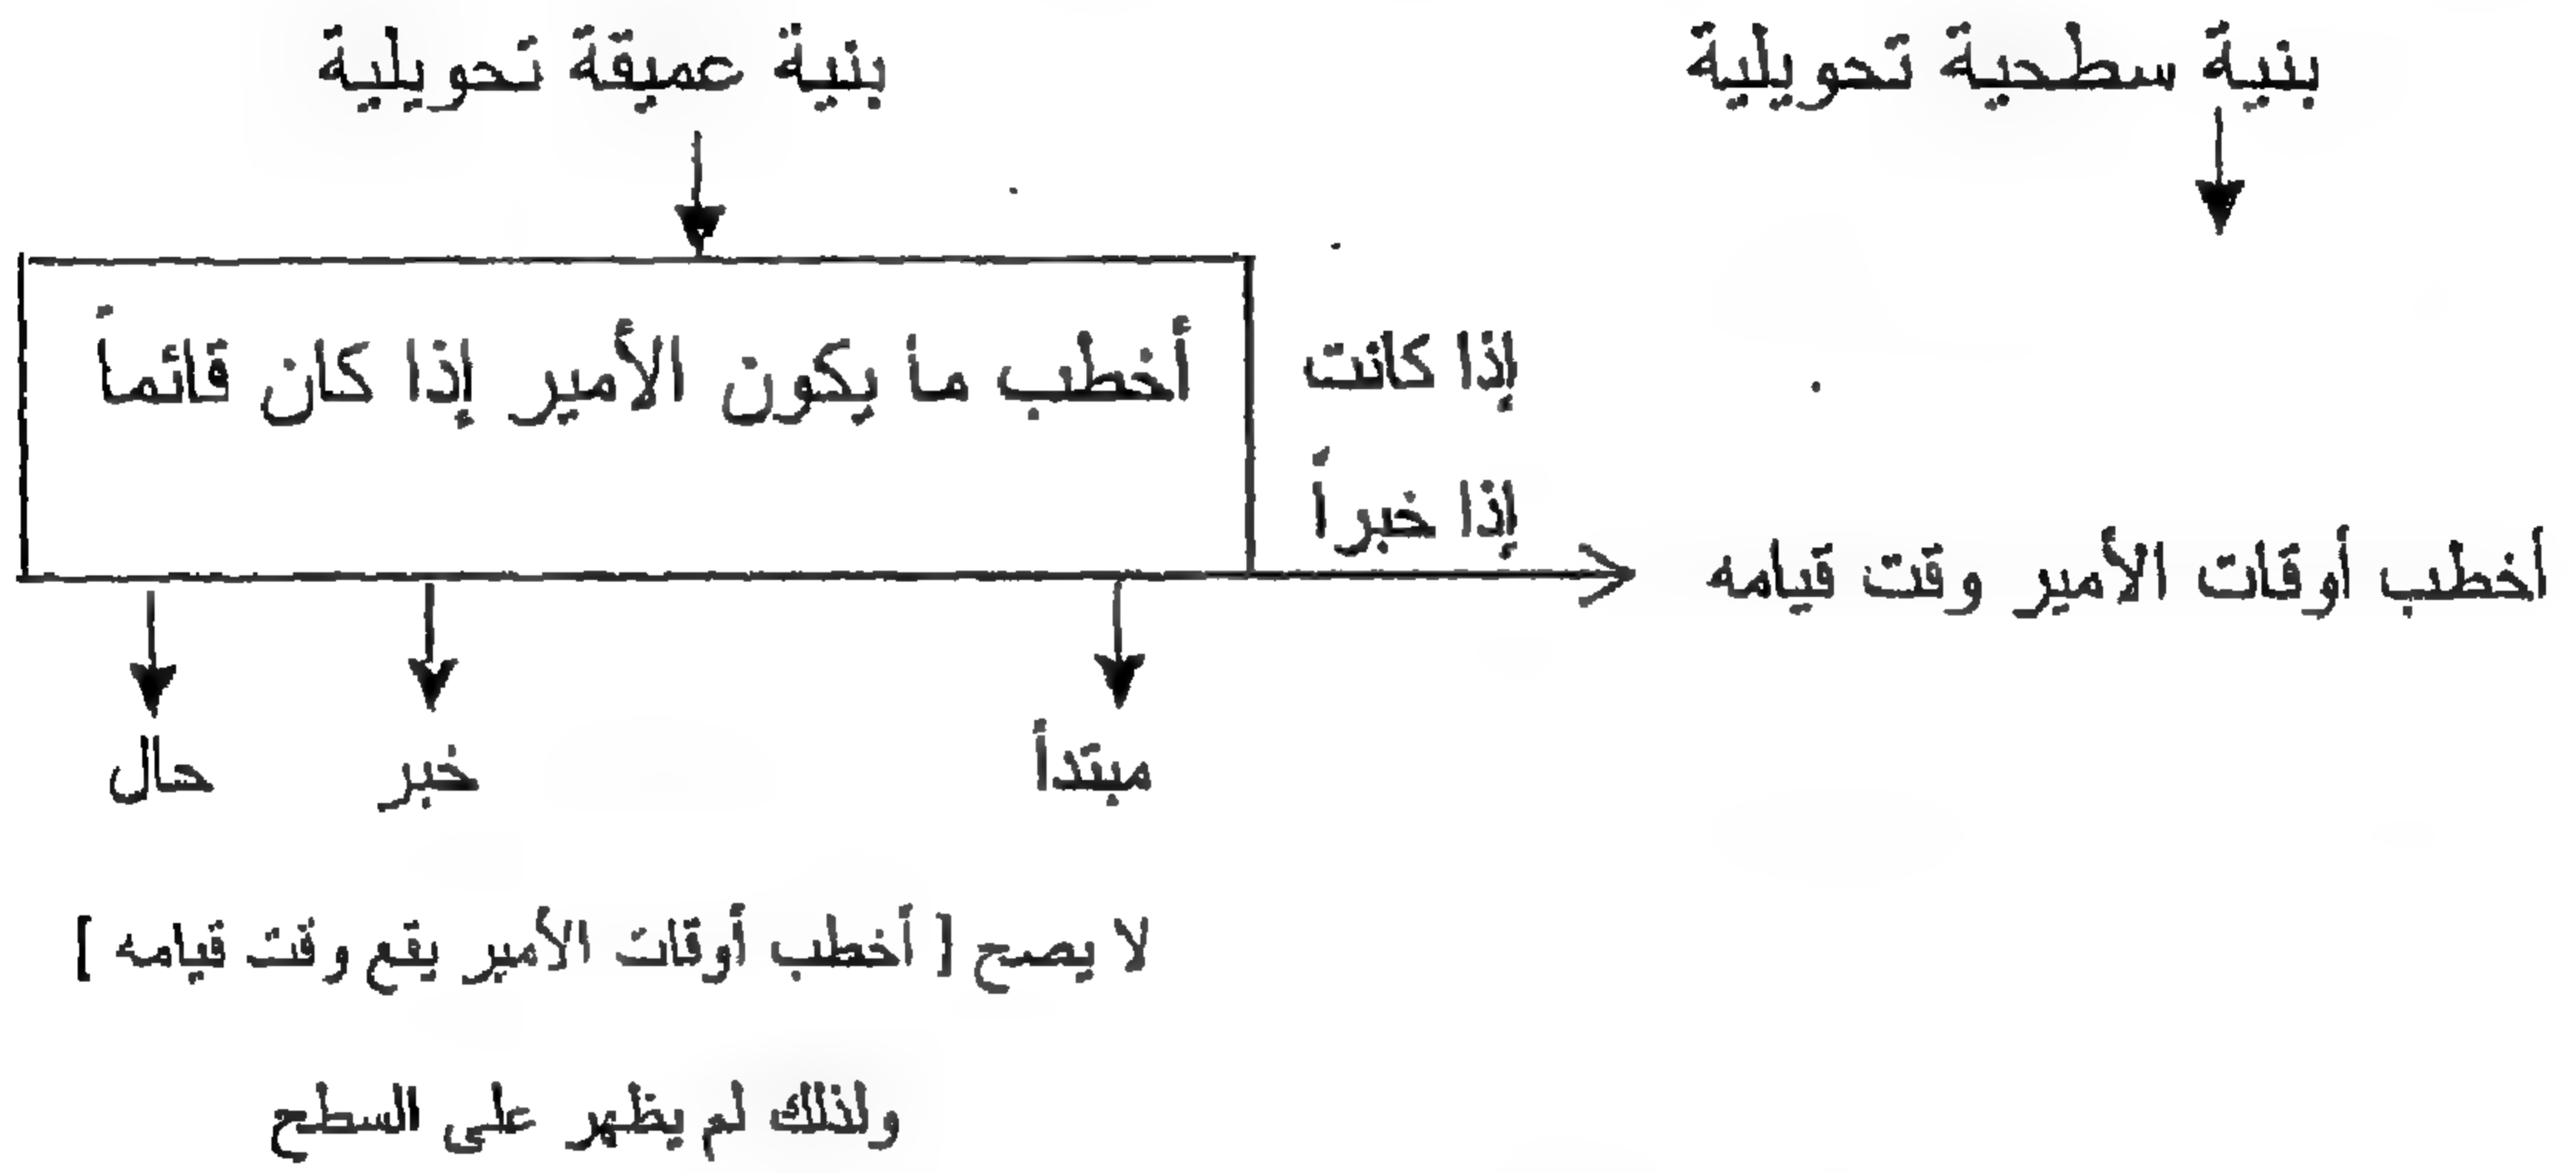 بنية سطحية تحويلية
بنية عميقة تحويلية
إذا كانت
إذا خبراً
أخطب ما يكون الأمير إذا كان قائماً
أخطب أوقات الأمير وقت قيامه
مبتدأ
خبر
حال
لا يصح [ أخطب أوقات الأمير يقع وقت قيامه ]
ولذلك لم يظهر على السطح